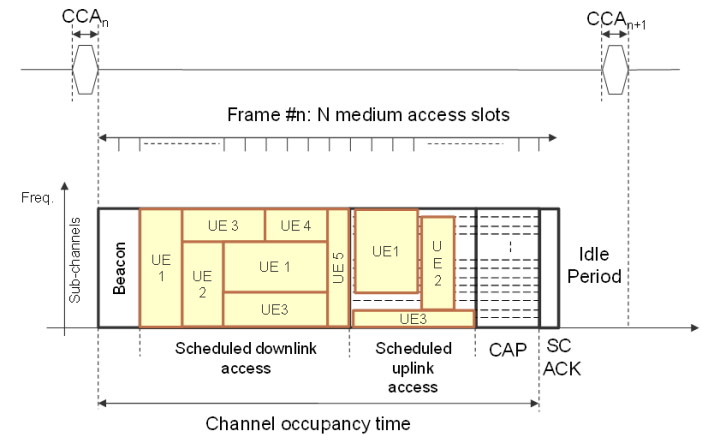 CCAn
CCAn+1
Frame #n: N medium access slots
Freq.
Sub-channels
Beacon
UE
1
UE 3
UE 4
UE
2
UE 1
UE3
UE 5
UE1
U
E
2
UE3
Idle
Period
Scheduled downlink
access
Scheduled
uplink
access
CAP
SC
ACK
Channel occupancy time